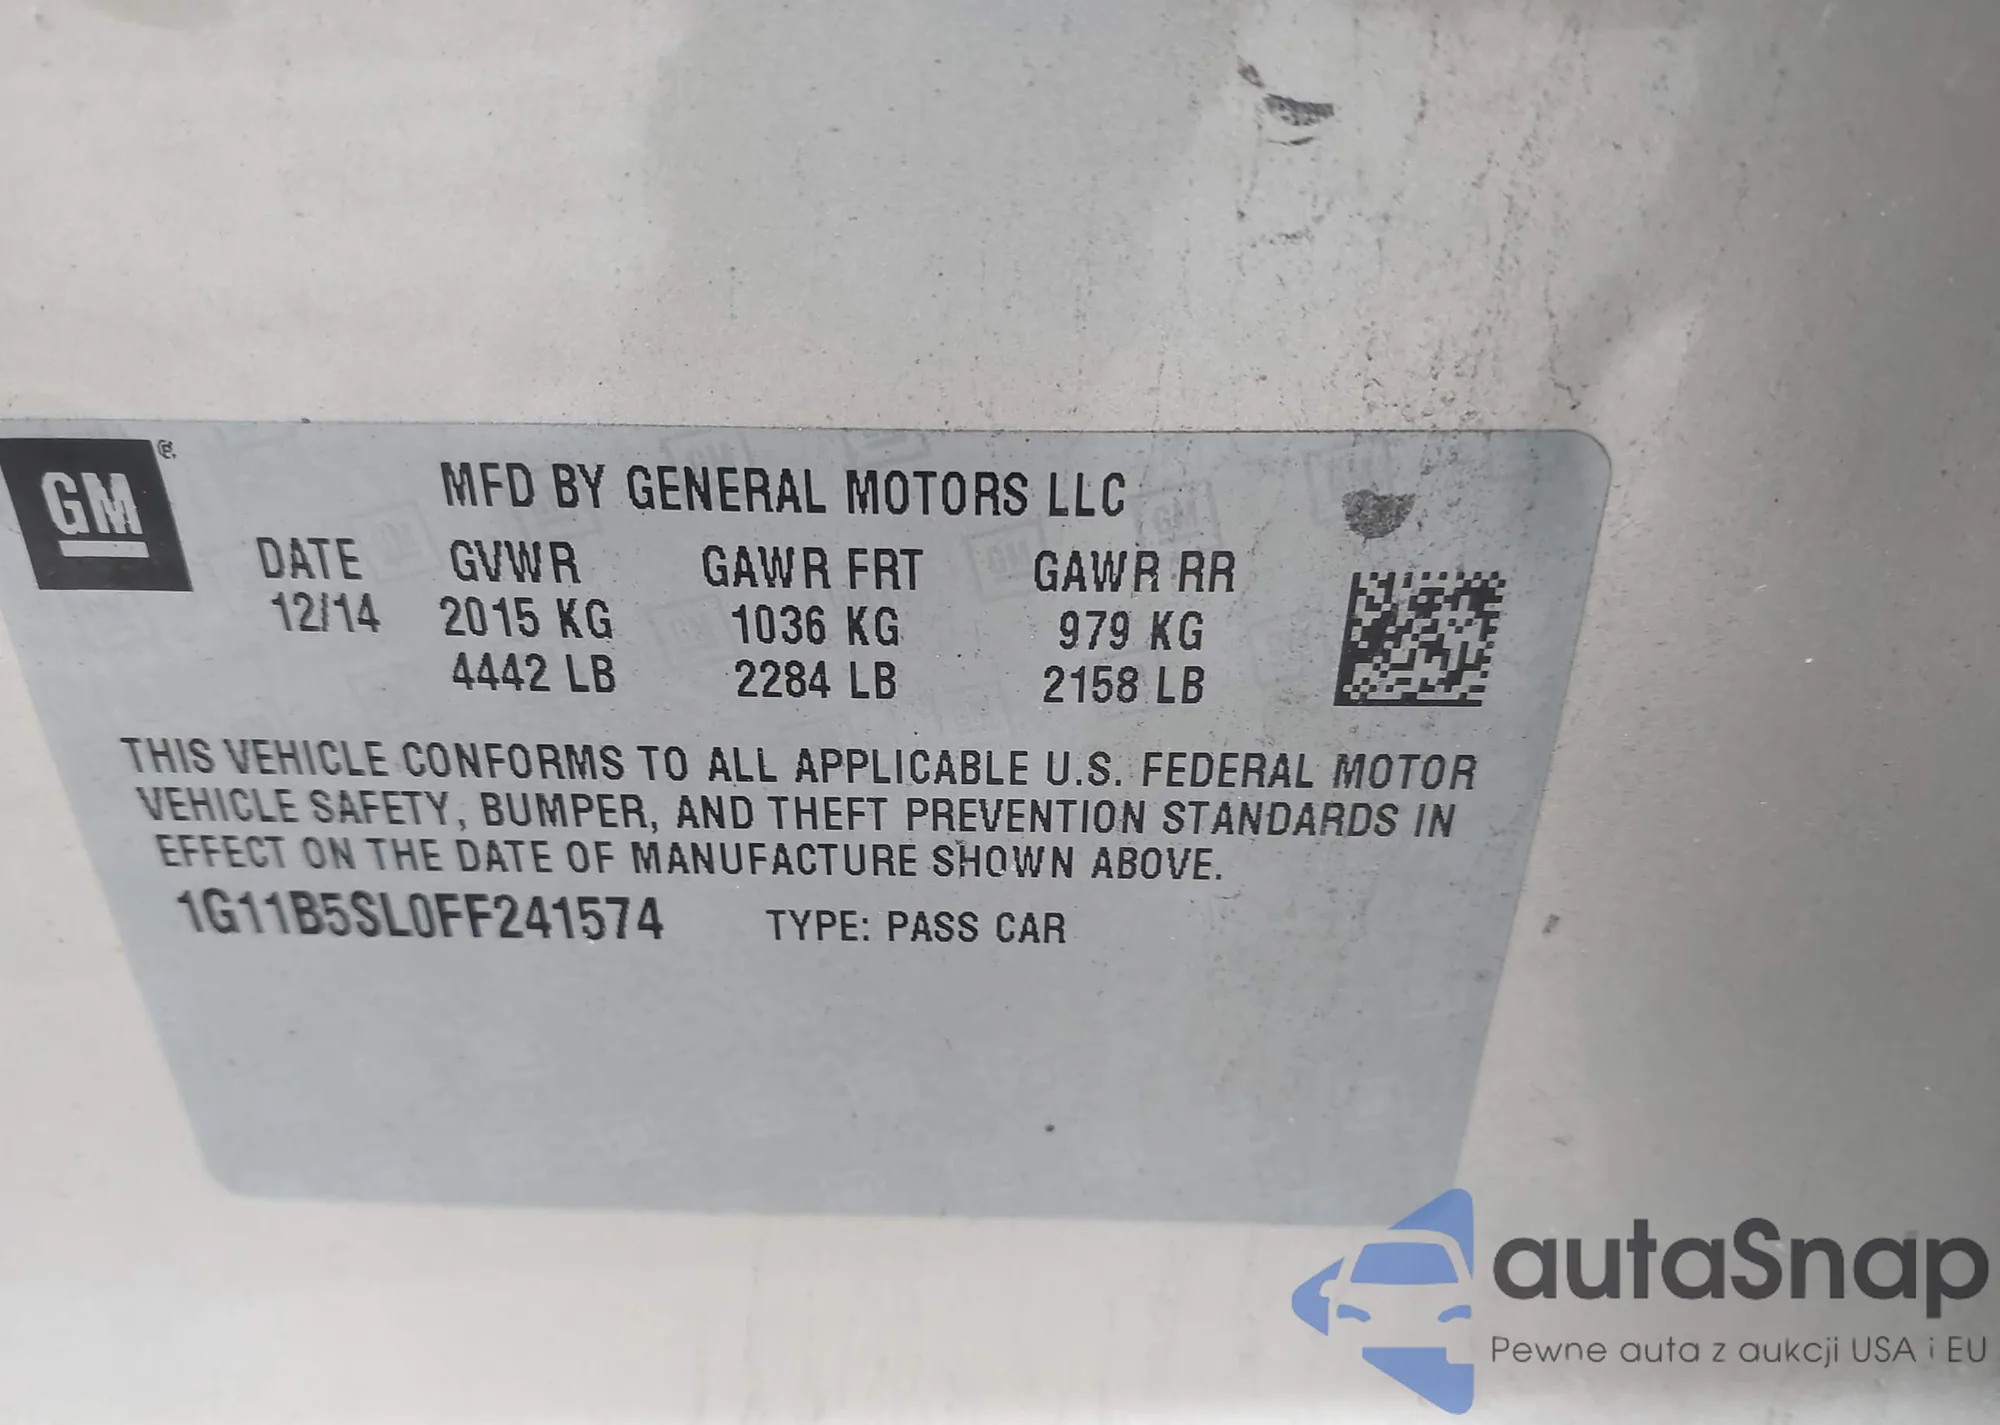 GM
MFD BY GENERAL MOTORS LLC
DATE GVWR GAWR FRT GAWR RR
12/14 2015 KG 1036 KG 979 KG
4442 LB 2284 LB 2158 LB
THIS VEHICLE CONFORMS TO ALL APPLICABLE U.S. FEDERAL MOTOR
VEHICLE SAFETY, BUMPER, AND THEFT PREVENTION STANDARDS IN
EFFECT ON THE DATE OF MANUFACTURE SHOWN ABOVE.
1G11B5SL0FF241574 TYPE: PASS CAR
autaSnap
Pewne auta z aukcji USA i EU